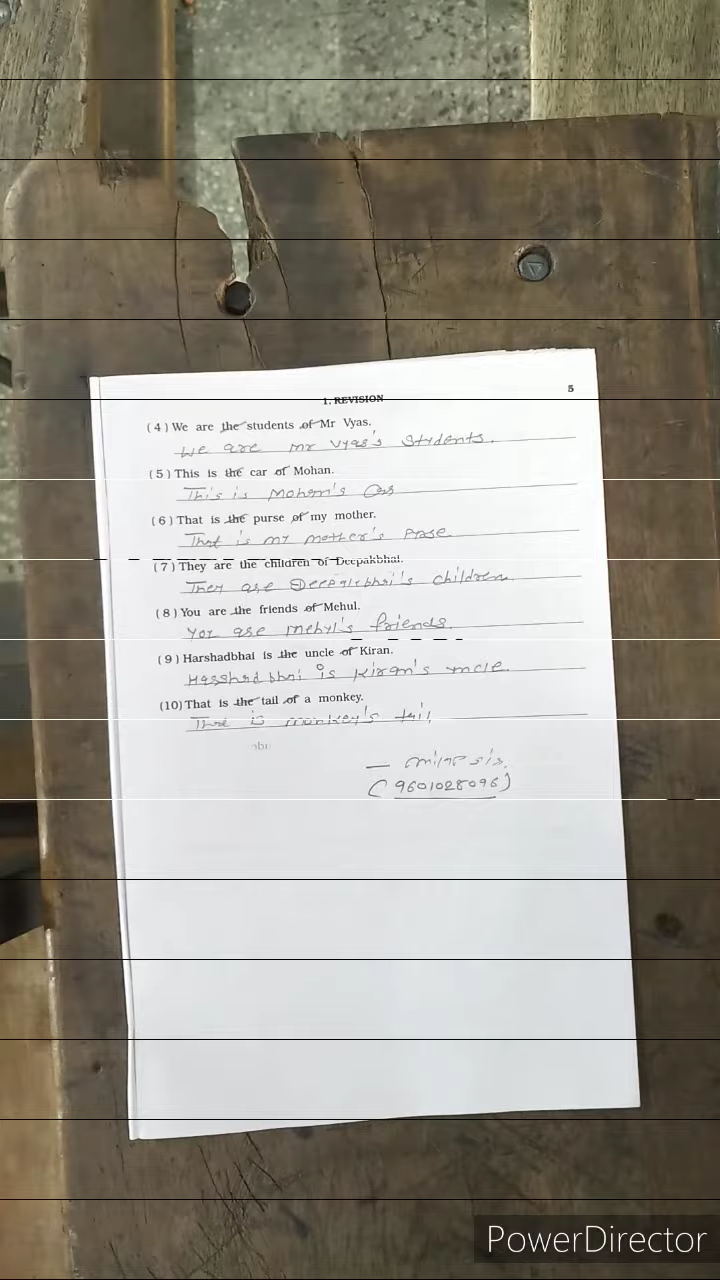 1. REVISION 5
(4) We are the students of Mr Vyas.
We are mr vyas's Students.
(5) This is the car of Mohan.
This is Mohan's Car
(6) That is the purse of my mother.
That is my mother's Purse
(7) They are the children of Deepakbhai.
They are Deepakbhai's children
(8) You are the friends of Mehul.
You are mehul's friends.
(9) Harshadbhai is the uncle of Kiran.
Harshad bhai is Kiran's uncle
(10) That is the tail of a monkey.
That is monkey's tail
(9601028096)
PowerDirector